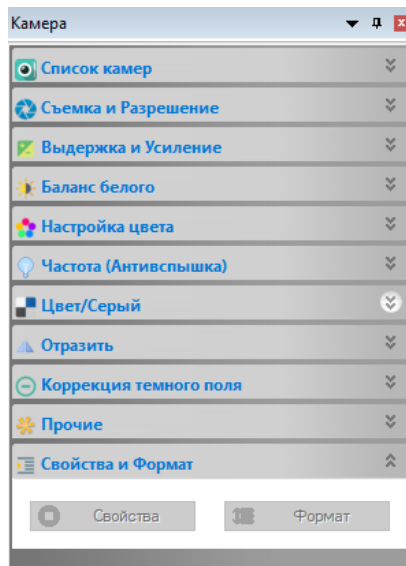 Камера
Список камер
Съемка и Разрешение
Выдержка и Усиление
Баланс белого
Настройка цвета
Частота (Антивспышка)
Цвет/Серый
Отразить
Коррекция темного поля
Прочие
Свойства и Формат
Свойства Формат